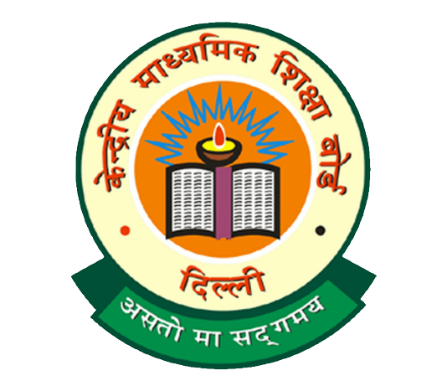 केन्द्रीय माध्यमिक शिक्षा बोर्ड
दिल्ली
असतो मा सद्गमय